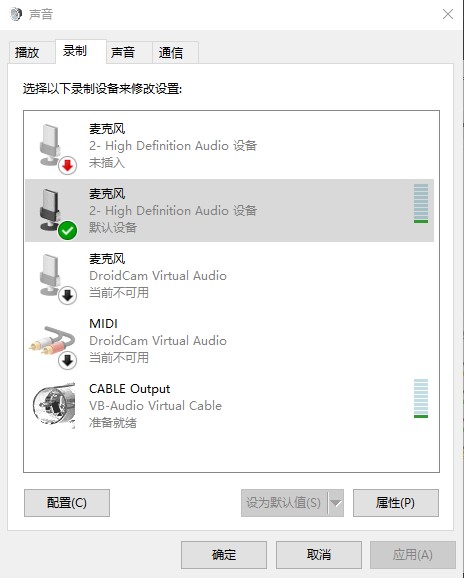 声音
播放
录制
声音
通信
选择以下录制设备来修改设置:
麦克风
2- High Definition Audio 设备
未插入
麦克风
2- High Definition Audio 设备
默认设备
麦克风
DroidCam Virtual Audio
当前不可用
MIDI
DroidCam Virtual Audio
当前不可用
CABLE Output
VB-Audio Virtual Cable
准备就绪
配置(C)
设为默认值(S)
属性(P)
确定
取消
应用(A)